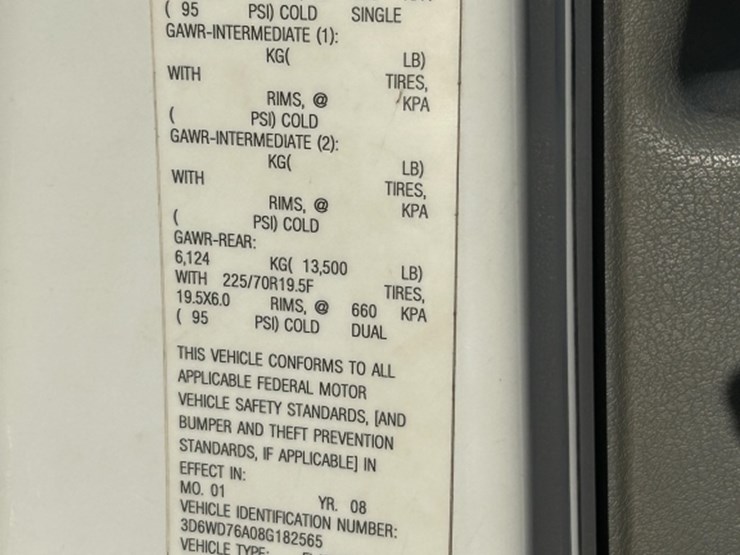 ( 95 PSI) COLD SINGLE
GAWR-INTERMEDIATE (1):
KG( LB)
WITH TIRES,
RIMS, @ KPA
( PSI) COLD
GAWR-INTERMEDIATE (2):
KG( LB)
WITH TIRES,
RIMS, @ KPA
( PSI) COLD
GAWR-REAR:
6,124 KG( 13,500 LB)
WITH 225/70R19.5F TIRES,
19.5X6.0 RIMS, @ 660 KPA
( 95 PSI) COLD DUAL
THIS VEHICLE CONFORMS TO ALL
APPLICABLE FEDERAL MOTOR
VEHICLE SAFETY STANDARDS, [AND
BUMPER AND THEFT PREVENTION
STANDARDS, IF APPLICABLE] IN
EFFECT IN:
MO. 01 YR. 08
VEHICLE IDENTIFICATION NUMBER:
3D6WD76A08G182565
VEHICLE TYPE: